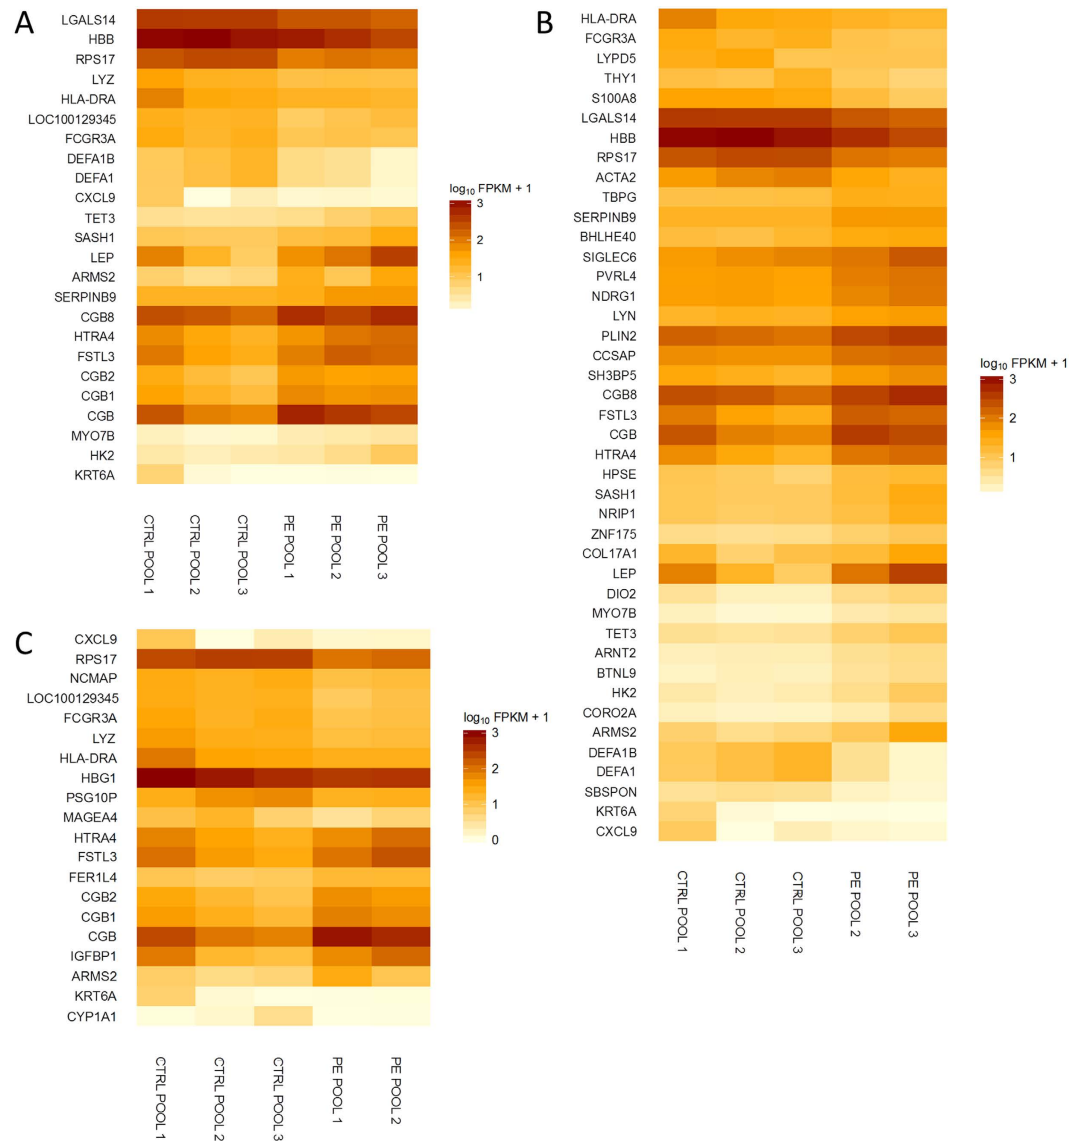 A
LGALS14
HBB
RPS17
LYZ
HLA-DRA
LOC100129345
FCGR3A
DEFA1B
DEFA1
CXCL9
TET3
SASH1
LEP
ARMS2
SERPINB9
CGB8
HTRA4
FSTL3
CGB2
CGB1
CGB
MYO7B
HK2
KRT6A
CTRL POOL 1
CTRL POOL 2
CTRL POOL 3
PE POOL 1
PE POOL 2
PE POOL 3
log10 FPKM + 1
3
2
1
B
HLA-DRA
FCGR3A
LYPD5
THY1
S100A8
LGALS14
HBB
RPS17
ACTA2
TBPG
SERPINB9
BHLHE40
SIGLEC6
PVRL4
NDRG1
LYN
PLIN2
CCSAP
SH3BP5
CGB8
FSTL3
CGB
HTRA4
HPSE
SASH1
NRIP1
ZNF175
COL17A1
LEP
DIO2
MYO7B
TET3
ARNT2
BTNL9
HK2
CORO2A
ARMS2
DEFA1B
DEFA1
SBSPON
KRT6A
CXCL9
CTRL POOL 1
CTRL POOL 2
CTRL POOL 3
PE POOL 2
PE POOL 3
log10 FPKM + 1
3
2
1
C
CXCL9
RPS17
NCMAP
LOC100129345
FCGR3A
LYZ
HLA-DRA
HBG1
PSG10P
MAGEA4
HTRA4
FSTL3
FER1L4
CGB2
CGB1
CGB
IGFBP1
ARMS2
KRT6A
CYP1A1
CTRL POOL 1
CTRL POOL 2
CTRL POOL 3
PE POOL 1
PE POOL 2
log10 FPKM + 1
3
2
1
0